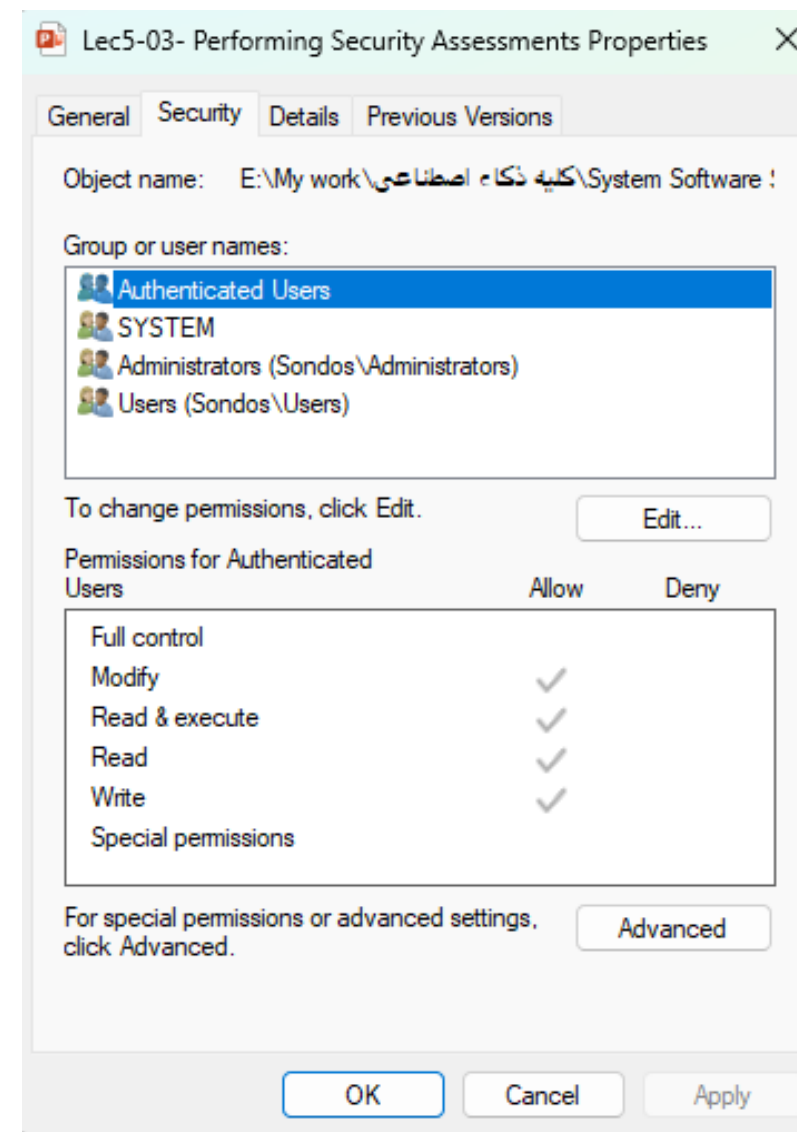 Lec5-03- Performing Security Assessments Properties
General Security Details Previous Versions
Object name: E:\My work\كليه ذكاء اصطناعى\System Software
Group or user names:
Authenticated Users
SYSTEM
Administrators (Sondos\Administrators)
Users (Sondos\Users)
To change permissions, click Edit.
Edit...
Permissions for Authenticated
Users Allow Deny
Full control
Modify
Read & execute
Read
Write
Special permissions
For special permissions or advanced settings,
click Advanced.
Advanced
OK Cancel Apply